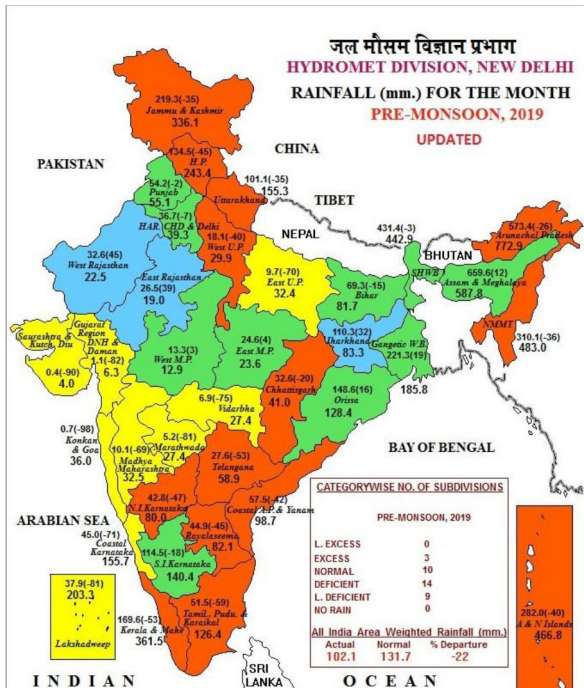 जल मौसम विज्ञान प्रभाग
HYDROMET DIVISION, NEW DELHI
RAINFALL (mm.) FOR THE MONTH
PRE-MONSOON, 2019
UPDATED
219.3(-35)
Jammu & Kashmir
336.1
CHINA
PAKISTAN
134.5(-45)
H.P.
243.4
54.2(-2)
Punjab
55.1
101.1(-35)
155.3
Uttarakhand
TIBET
36.7(-7)
HAR. CHD & Delhi
39.3
18.1(-40)
West U.P.
29.9
NEPAL
431.4(-3)
442.9
BHUTAN
573.4(-26)
Arunachal Pradesh
772.9
32.6(45)
West Rajasthan
22.5
East Rajasthan
26.5(39)
19.0
9.7(-70)
East U.P.
32.4
69.3(-15)
Bihar
81.7
SHWB
659.6(12)
Assam & Meghalaya
587.8
NMMT
310.1(-36)
483.0
Saurashtra &
Kutch, Diu
0.4(-90)
4.0
Gujarat
Region
DNH &
Daman
1.1(-82)
6.3
13.3(3)
West M.P.
12.9
24.6(4)
East M.P.
23.6
110.3(32)
Jharkhand
83.3
Gangetic W.B.
221.3(19)
185.8
32.6(-20)
Chhattisgarh
41.0
148.6(16)
Orissa
128.4
6.9(-75)
Vidarbha
27.4
0.7(-98)
Konkan
& Goa
36.0
10.1(-69)
Madhya
Maharashtra
32.5
5.2(-81)
Marathwada
27.4
27.6(-53)
Telangana
58.9
BAY OF BENGAL
42.8(-47)
N.I.Karnataka
80.0
57.5(-42)
Coastal A.P. & Yanam
98.7
44.9(-45)
Rayalaseema
82.1
ARABIAN SEA
45.0(-71)
Coastal
Karnataka
155.7
114.5(-18)
S.I.Karnataka
140.4
51.5(-59)
Tamil, Pudu. &
Karaikal
126.4
169.6(-53)
Kerala & Mahe
361.5
37.9(-81)
203.3
Lakshadweep
CATEGORYWISE NO. OF SUBDIVISIONS
PRE-MONSOON, 2019
L. EXCESS 0
EXCESS 3
NORMAL 10
DEFICIENT 14
L. DEFICIENT 9
NO RAIN 0
All India Area Weighted Rainfall (mm.)
Actual Normal % Departure
102.1 131.7 -22
282.0(-40)
A & N Islands
466.8
SRI
LANKA
INDIAN OCEAN